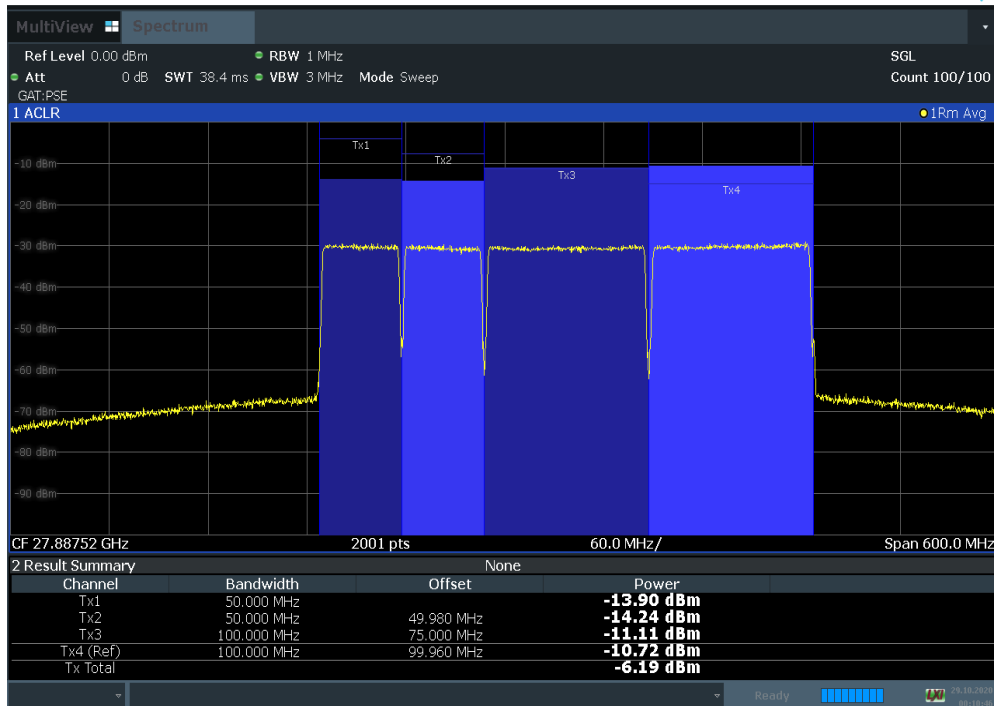 MultiView Spectrum
Ref Level 0.00 dBm RBW 1 MHz SGL
Att 0 dB SWT 38.4 ms VBW 3 MHz Mode Sweep Count 100/100
GAT:PSE
1 ACLR 1Rm Avg
Tx1
Tx2
-10 dBm
Tx3
Tx4
-20 dBm
-30 dBm
-40 dBm
-50 dBm
-60 dBm
-70 dBm
-80 dBm
-90 dBm
CF 27.88752 GHz 2001 pts 60.0 MHz/ Span 600.0 MHz
2 Result Summary None
Channel Bandwidth Offset Power
Tx1 50.000 MHz -13.90 dBm
Tx2 50.000 MHz 49.980 MHz -14.24 dBm
Tx3 100.000 MHz 75.000 MHz -11.11 dBm
Tx4 (Ref) 100.000 MHz 99.960 MHz -10.72 dBm
Tx Total -6.19 dBm
Ready LXI 29.10.2020